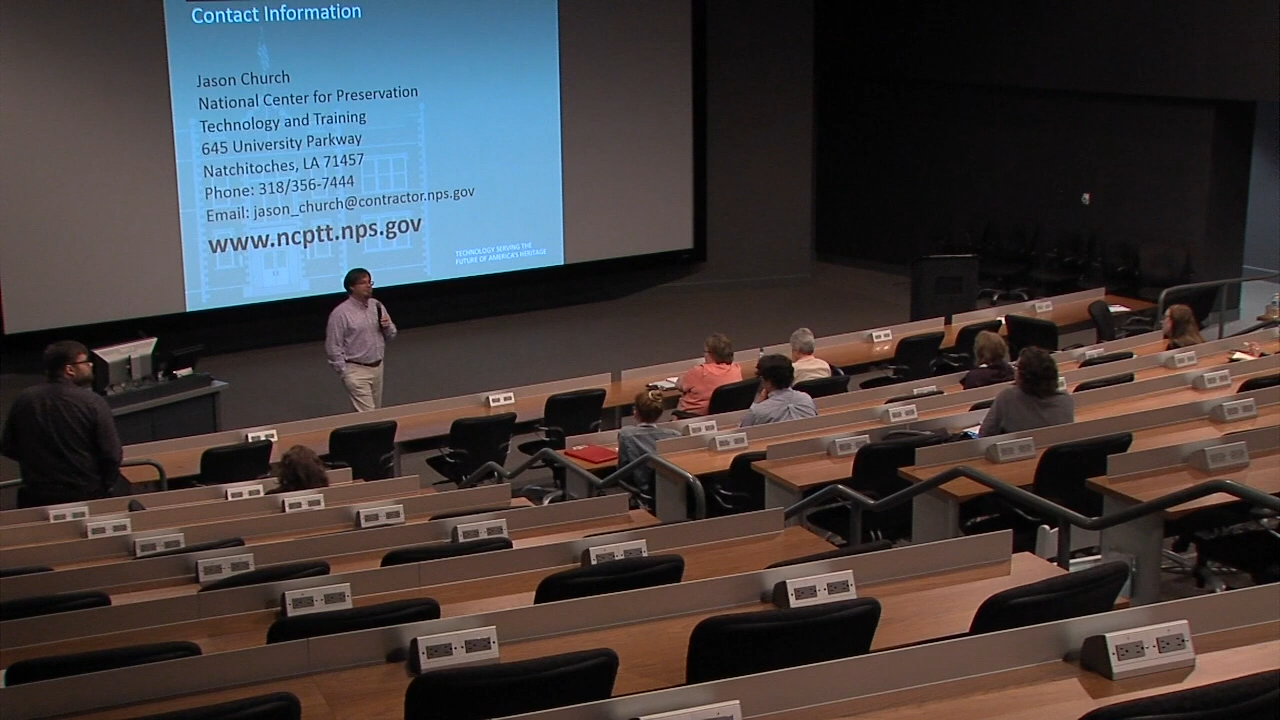 Contact Information
Jason Church
National Center for Preservation
Technology and Training
645 University Parkway
Natchitoches, LA 71457
Phone: 318/356-7444
Email: jason_church@contractor.nps.gov
www.ncptt.nps.gov
TECHNOLOGY SERVING THE
FUTURE OF AMERICA'S HERITAGE